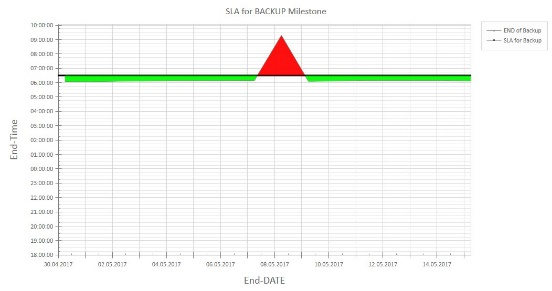 SLA for BACKUP Milestone
10:00:00
09:00:00
08:00:00
07:00:00
06:00:00
05:00:00
04:00:00
03:00:00
02:00:00
01:00:00
00:00:00
23:00:00
22:00:00
21:00:00
20:00:00
19:00:00
18:00:00
End-Time
30.04.2017 02.05.2017 04.05.2017 06.05.2017 08.05.2017 10.05.2017 12.05.2017 14.05.2017
End-DATE
END of Backup
SLA for Backup